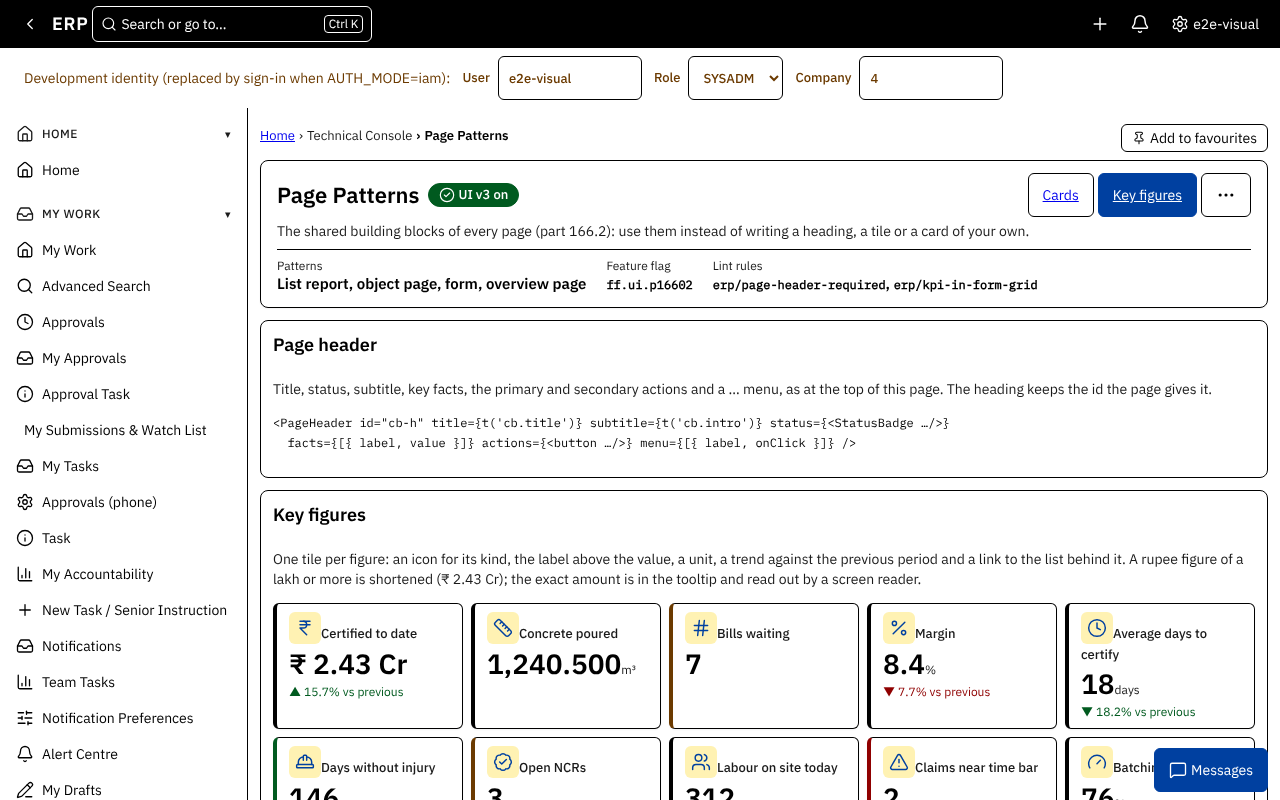 ERP
Search or go to...
Ctrl K
e2e-visual
Development identity (replaced by sign-in when AUTH_MODE=iam):
User
e2e-visual
Role
SYSADM
Company
4
HOME
Home
MY WORK
My Work
Advanced Search
Approvals
My Approvals
Approval Task
My Submissions & Watch List
My Tasks
Approvals (phone)
Task
My Accountability
New Task / Senior Instruction
Notifications
Team Tasks
Notification Preferences
Alert Centre
My Drafts
Home › Technical Console › Page Patterns
Add to favourites
Page Patterns
UI v3 on
Cards
Key figures
The shared building blocks of every page (part 166.2): use them instead of writing a heading, a tile or a card of your own.
Patterns
List report, object page, form, overview page
Feature flag
ff.ui.p16602
Lint rules
erp/page-header-required, erp/kpi-in-form-grid
Page header
Title, status, subtitle, key facts, the primary and secondary actions and a … menu, as at the top of this page. The heading keeps the id the page gives it.
<PageHeader id="cb-h" title={t('cb.title')} subtitle={t('cb.intro')} status={<StatusBadge …/>}
facts={[{ label, value }]} actions={<button …/>} menu={[{ label, onClick }]} />
Key figures
One tile per figure: an icon for its kind, the label above the value, a unit, a trend against the previous period and a link to the list behind it. A rupee figure of a
lakh or more is shortened (₹ 2.43 Cr); the exact amount is in the tooltip and read out by a screen reader.
Certified to date
₹ 2.43 Cr
▲ 15.7% vs previous
Concrete poured
1,240.500 m³
Bills waiting
7
Margin
8.4%
▼ 7.7% vs previous
Average days to
certify
18 days
▼ 18.2% vs previous
Days without injury
146
Open NCRs
3
Labour on site today
312
Claims near time bar
2
76
Messages